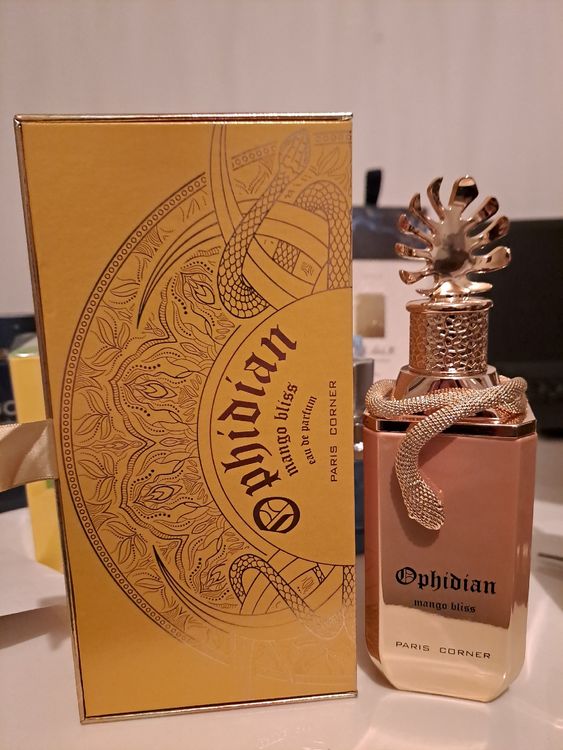 Ophidian
mango bliss
eau de parfum
PARIS CORNER
Ophidian
mango bliss
PARIS CORNER